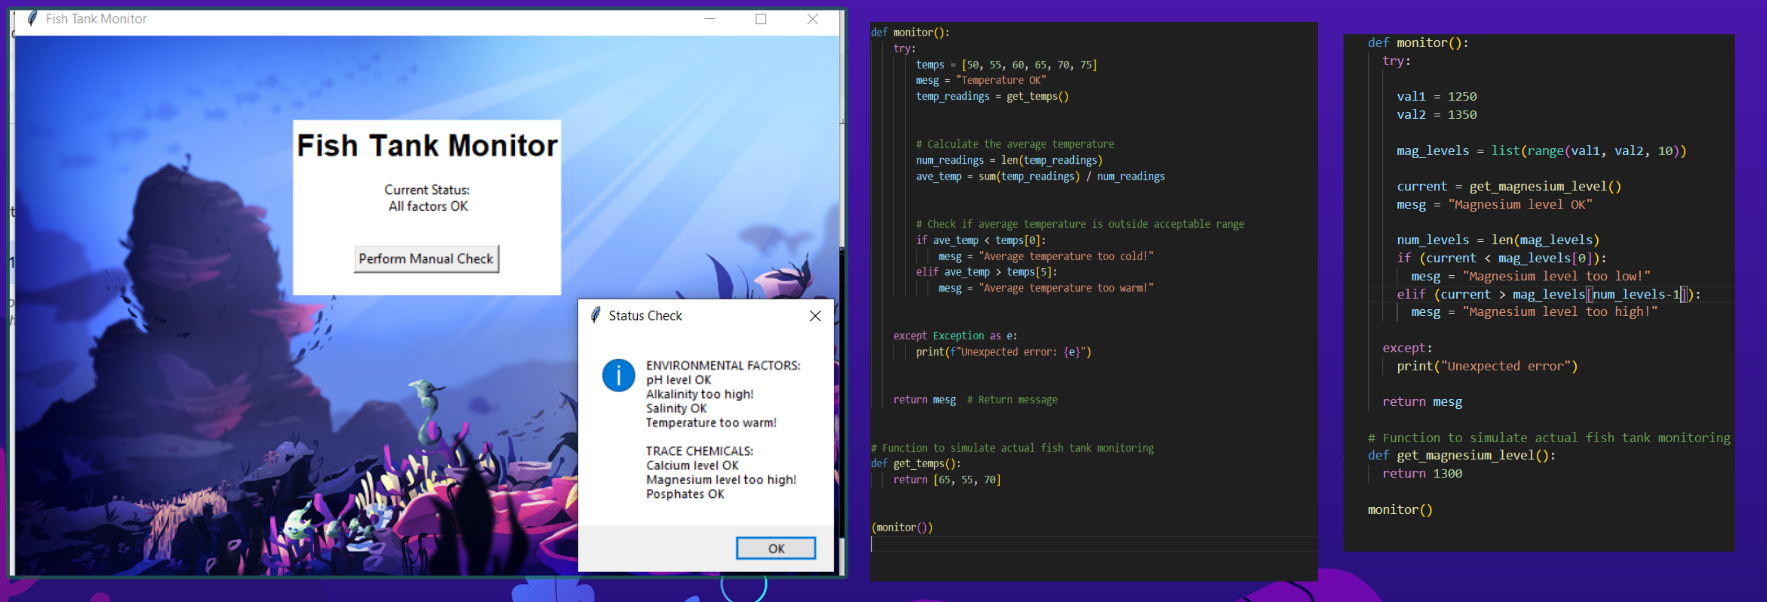 Fish Tank Monitor
Fish Tank Monitor
Current Status:
All factors OK
Perform Manual Check
Status Check
ENVIRONMENTAL FACTORS:
pH level OK
Alkalinity too high!
Salinity OK
Temperature too warm!
TRACE CHEMICALS:
Calcium level OK
Magnesium level too high!
Posphates OK
OK
def monitor():
try:
temps = [50, 55, 60, 65, 70, 75]
mesg = "Temperature OK"
temp_readings = get_temps()
# Calculate the average temperature
num_readings = len(temp_readings)
ave_temp = sum(temp_readings) / num_readings
# Check if average temperature is outside acceptable range
if ave_temp < temps[0]:
mesg = "Average temperature too cold!"
elif ave_temp > temps[5]:
mesg = "Average temperature too warm!"
except Exception as e:
print(f"Unexpected error: {e}")
return mesg  # Return message
# Function to simulate actual fish tank monitoring
def get_temps():
return [65, 55, 70]
(monitor())
def monitor():
try:
val1 = 1250
val2 = 1350
mag_levels = list(range(val1, val2, 10))
current = get_magnesium_level()
mesg = "Magnesium level OK"
num_levels = len(mag_levels)
if (current < mag_levels[0]):
mesg = "Magnesium level too low!"
elif (current > mag_levels[num_levels-1]):
mesg = "Magnesium level too high!"
except:
print("Unexpected error")
return mesg
# Function to simulate actual fish tank monitoring
def get_magnesium_level():
return 1300
monitor()